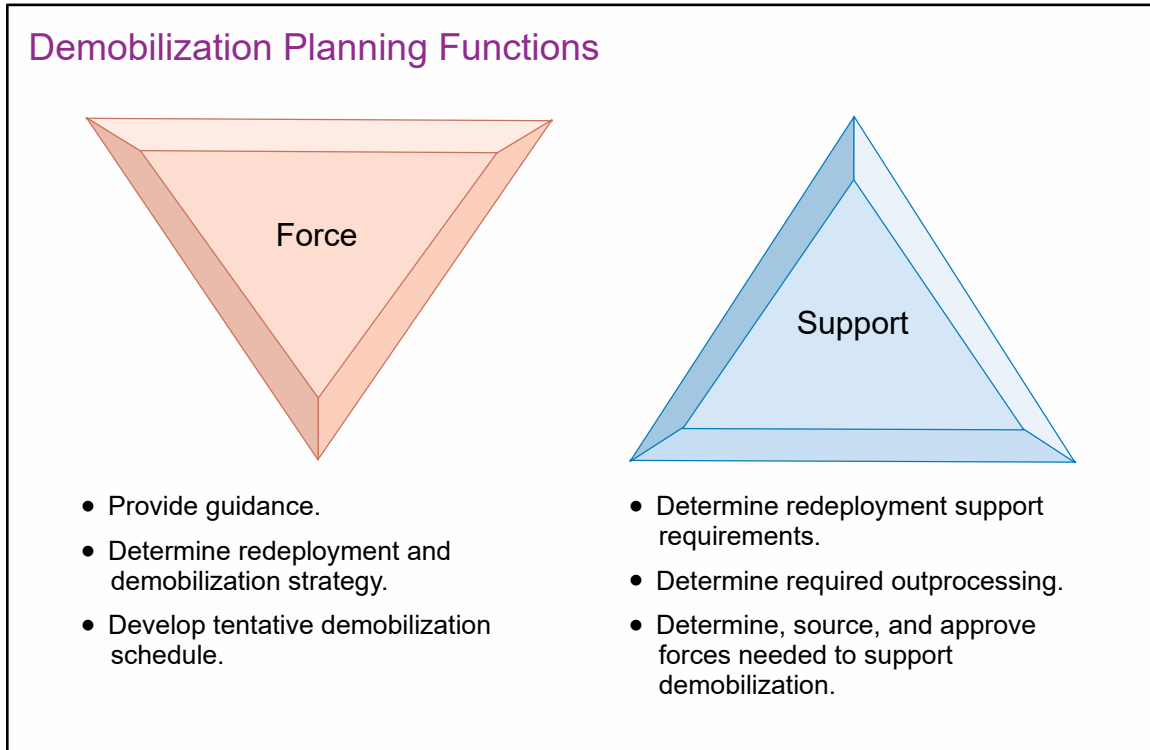 Demobilization Planning Functions
Force
Support
• Provide guidance.
• Determine redeployment and
demobilization strategy.
• Develop tentative demobilization
schedule.
• Determine redeployment support
requirements.
• Determine required outprocessing.
• Determine, source, and approve
forces needed to support
demobilization.